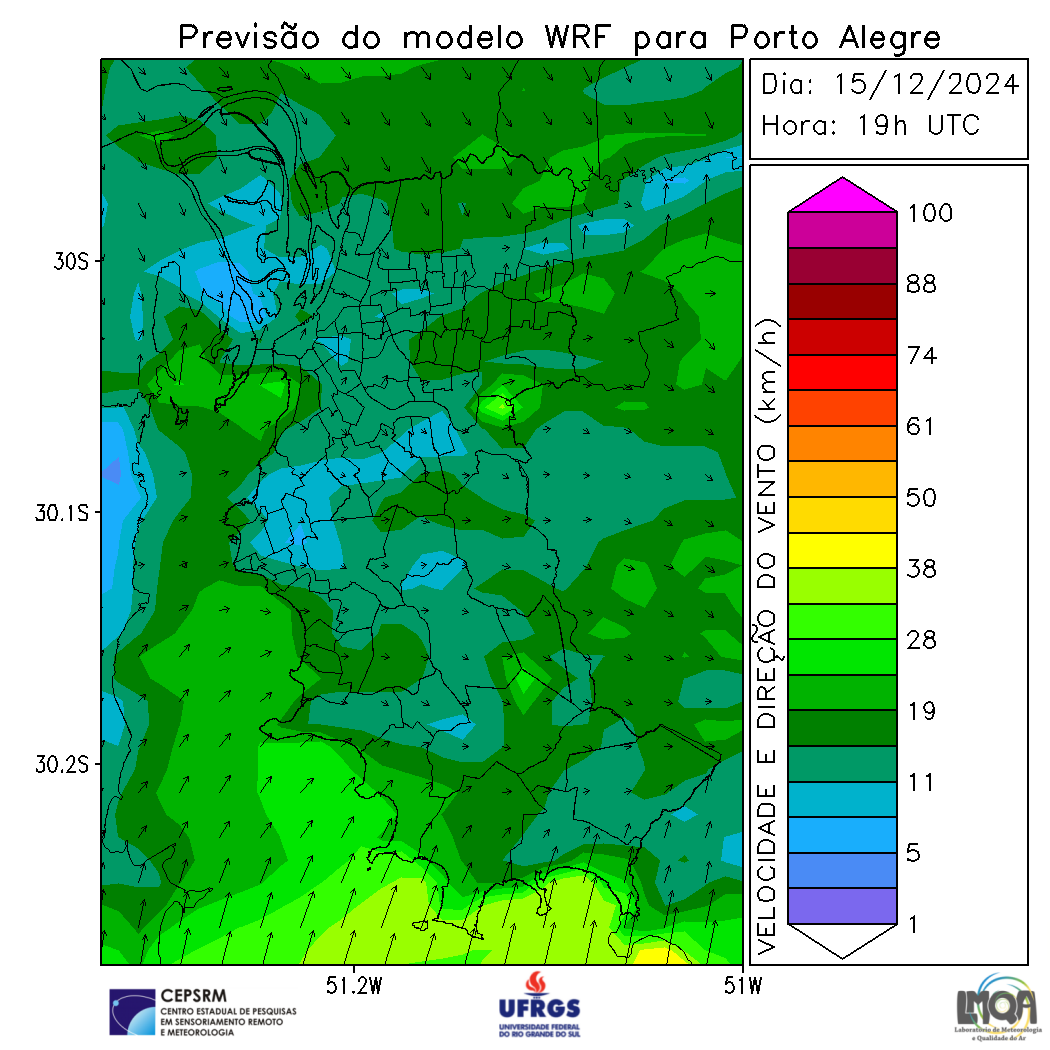 Previsão do modelo WRF para Porto Alegre
Dia: 15/12/2024
Hora: 19h UTC
30S
30.1S
30.2S
51.2W
51W
VELOCIDADE E DIREÇÃO DO VENTO (km/h)
100
88
74
61
50
38
28
19
11
5
1
CEPSRM
CENTRO ESTADUAL DE PESQUISAS
EM SENSORIAMENTO REMOTO
E METEOROLOGIA
UFRGS
UNIVERSIDADE FEDERAL
DO RIO GRANDE DO SUL
LMQA
Laboratório de Meteorologia
e Qualidade do Ar